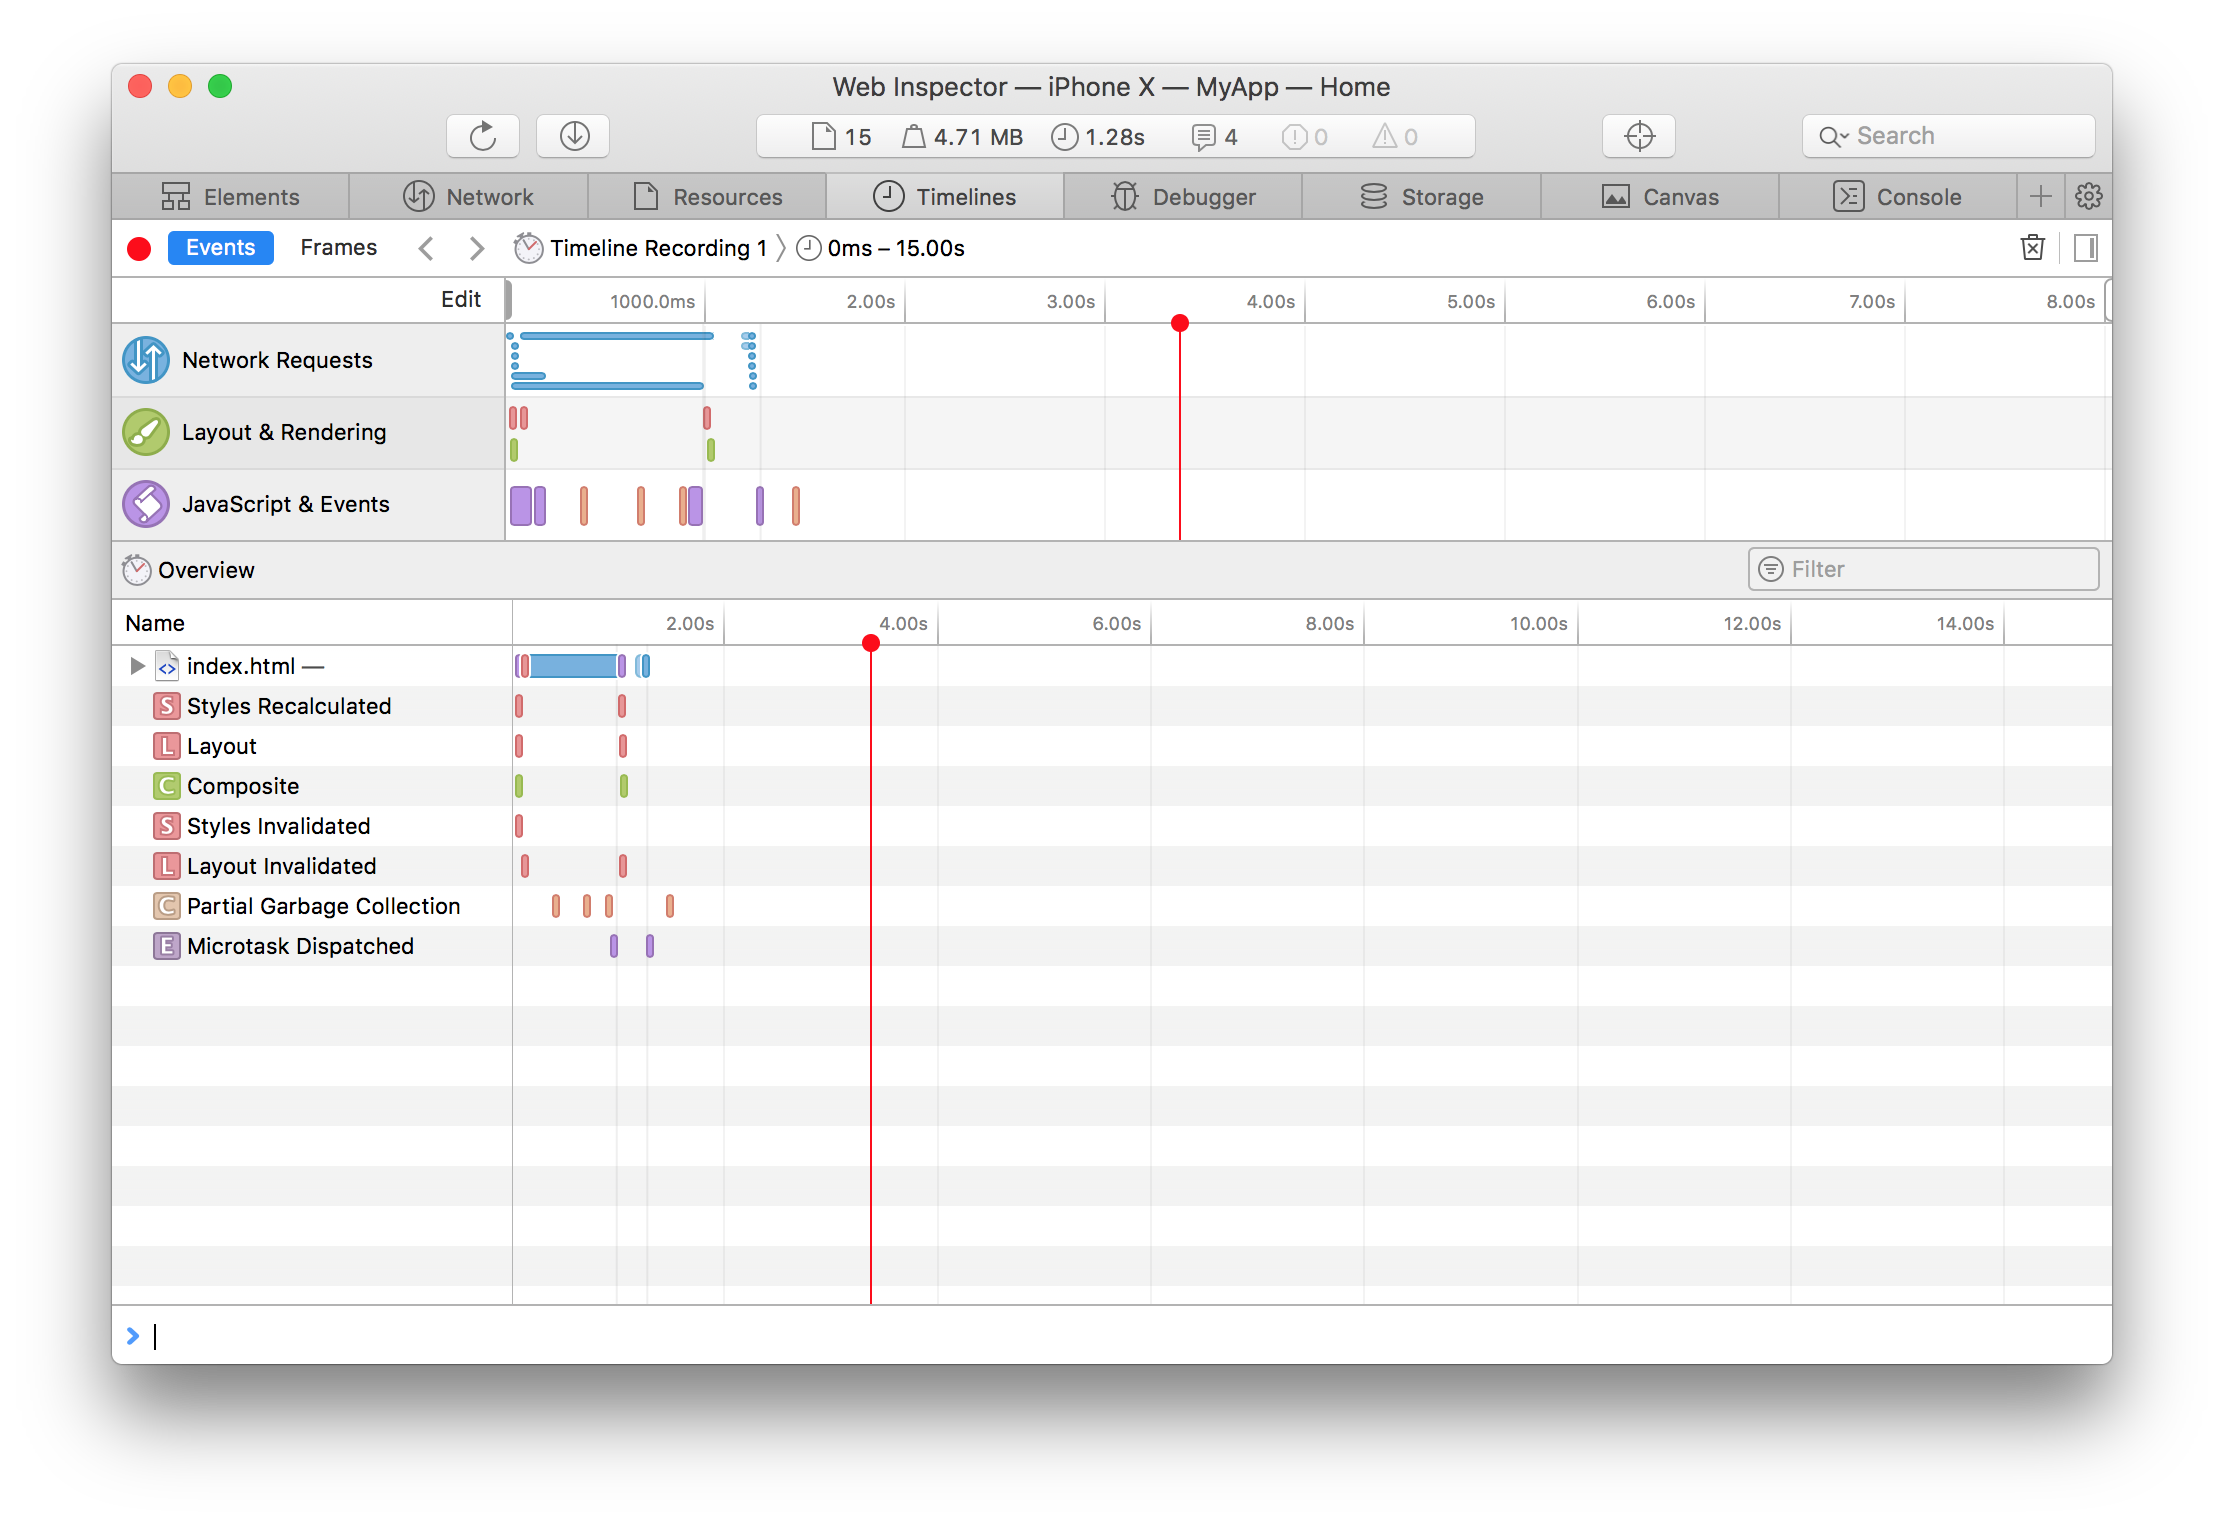 Web Inspector — iPhone X — MyApp — Home
15 4.71 MB 1.28s 4 0 0 Search
Elements Network Resources Timelines Debugger Storage Canvas Console
Events Frames Timeline Recording 1 0ms – 15.00s
Edit 1000.0ms 2.00s 3.00s 4.00s 5.00s 6.00s 7.00s 8.00s
Network Requests
Layout & Rendering
JavaScript & Events
Overview Filter
Name 2.00s 4.00s 6.00s 8.00s 10.00s 12.00s 14.00s
index.html —
S Styles Recalculated
L Layout
C Composite
S Styles Invalidated
L Layout Invalidated
C Partial Garbage Collection
E Microtask Dispatched